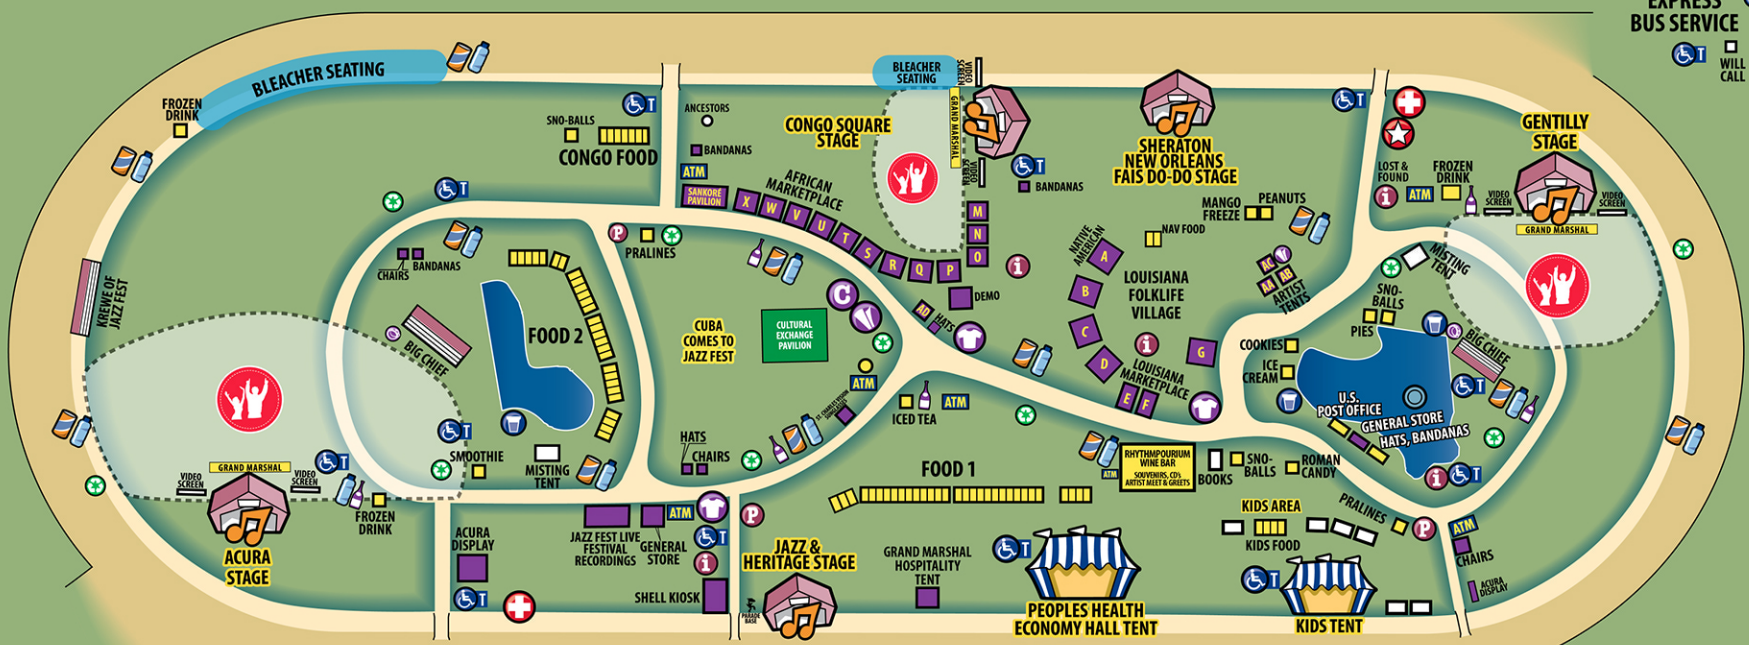 EXPRESS
BUS SERVICE
T
WILL
CALL
BLEACHER SEATING
FROZEN
DRINK
KREWE OF
JAZZ FEST
SNO-BALLS
CONGO FOOD
T
ANCESTORS
BANDANAS
ATM
SANKORÉ
PAVILION
AFRICAN
MARKETPLACE
X
W
V
U
T
S
R
Q
P
CONGO SQUARE
STAGE
BLEACHER
SEATING
VIDEO
SCREEN
GRAND MARSHAL
VIDEO
SCREEN
T
BANDANAS
M
N
O
DEMO
i
SHERATON
NEW ORLEANS
FAIS DO-DO STAGE
MANGO
FREEZE
PEANUTS
NAV FOOD
NATIVE
AMERICAN
A
B
C
D
E F
G
LOUISIANA
FOLKLIFE
VILLAGE
i
LOUISIANA
MARKETPLACE
AC
AB
AA
ARTIST
TENTS
T
LOST &
FOUND
i
ATM
FROZEN
DRINK
GENTILLY
STAGE
VIDEO
SCREEN
VIDEO
SCREEN
GRAND MARSHAL
MISTING
TENT
SNO-
BALLS
PIES
BIG CHIEF
T
COOKIES
ICE
CREAM
U.S.
POST OFFICE
GENERAL STORE
HATS, BANDANAS
i
T
T
CHAIRS
BANDANAS
BIG CHIEF
FOOD 2
P
PRALINES
CUBA
COMES TO
JAZZ FEST
CULTURAL
EXCHANGE
PAVILION
C
AD
HATS
ATM
ST. CHARLES VISION
SUNGLASSES
ICED TEA
ATM
HATS
CHAIRS
T
SMOOTHIE
MISTING
TENT
GRAND MARSHAL
VIDEO
SCREEN
VIDEO
SCREEN
T
ACURA
STAGE
FROZEN
DRINK
ACURA
DISPLAY
T
JAZZ FEST LIVE
FESTIVAL
RECORDINGS
GENERAL
STORE
ATM
T
i
SHELL KIOSK
P
PARADE
BASE
JAZZ &
HERITAGE STAGE
FOOD 1
GRAND MARSHAL
HOSPITALITY
TENT
T
PEOPLES HEALTH
ECONOMY HALL TENT
ATM
RHYTHMPOURIUM
WINE BAR
SOUVENIRS, CD's
ARTIST MEET & GREETS
BOOKS
SNO-
BALLS
ROMAN
CANDY
KIDS AREA
KIDS FOOD
T
KIDS TENT
PRALINES
P
ATM
CHAIRS
ACURA
DISPLAY